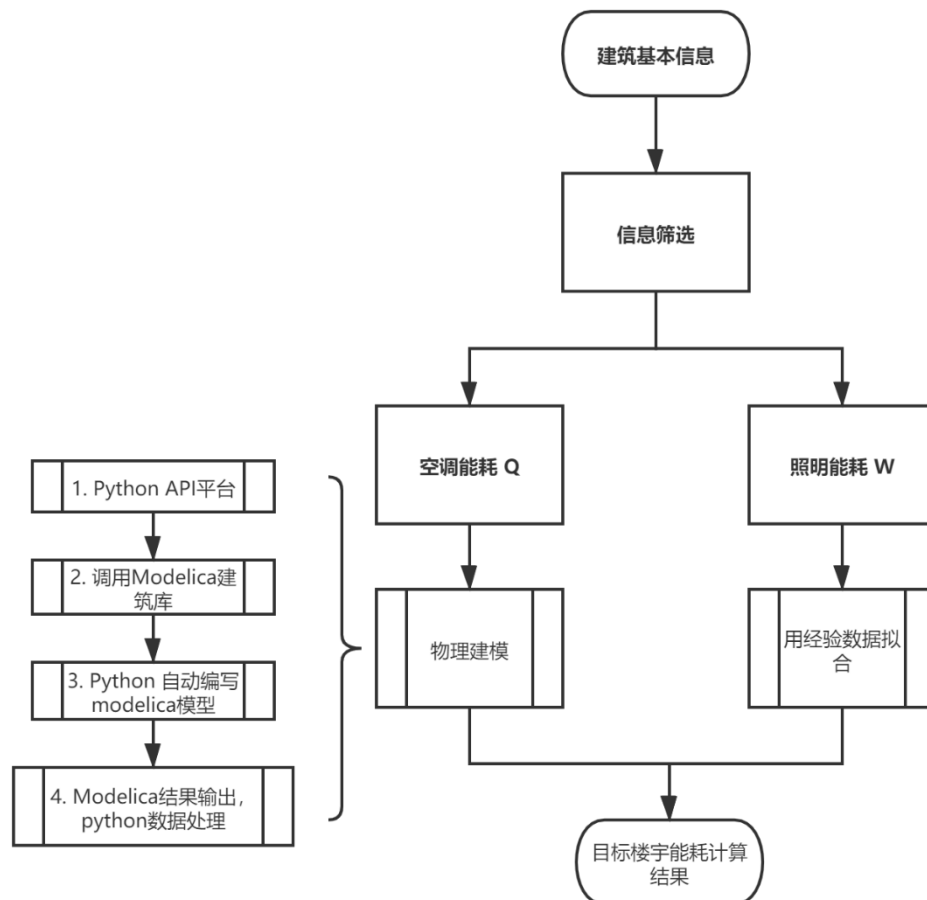 建筑基本信息
信息筛选
空调能耗 Q
照明能耗 W
1. Python API平台
2. 调用Modelica建
筑库
3. Python 自动编写
modelica模型
4. Modelica结果输出,
python数据处理
物理建模
用经验数据拟
合
目标楼宇能耗计算
结果